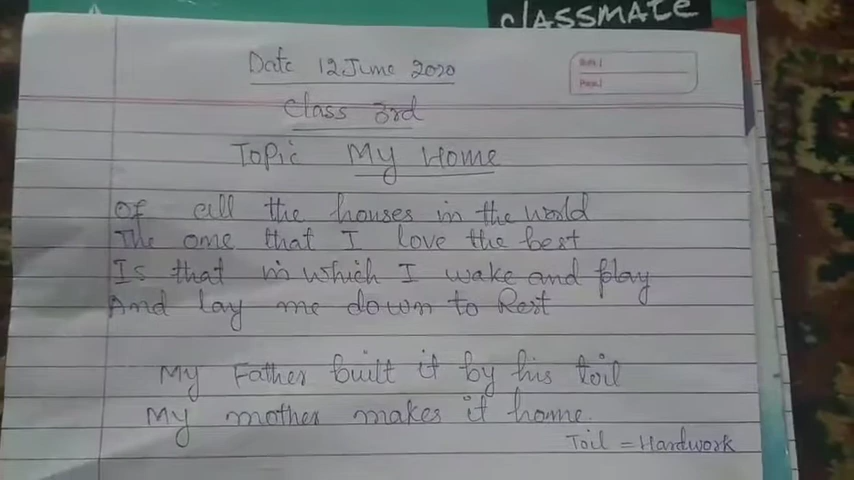 CLASSMATE
Date 12 June 2020
Class 3rd
Topic My Home
Of all the houses in the world
The one that I love the best
Is that in which I wake and play
And lay me down to Rest
My Father built it by his toil
My mother makes it home.
Toil = Hardwork